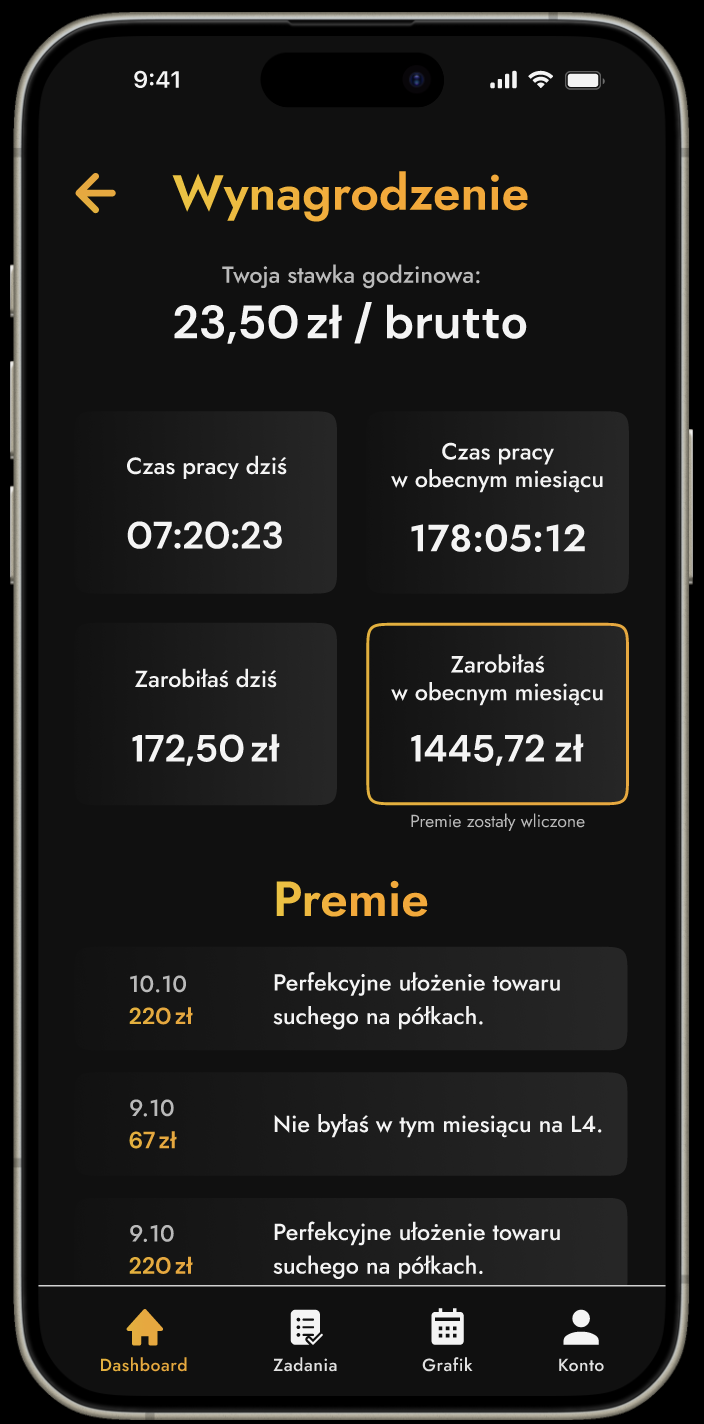 9:41
Wynagrodzenie
Twoja stawka godzinowa:
23,50 zł / brutto
Czas pracy dziś
07:20:23
Czas pracy
w obecnym miesiącu
178:05:12
Zarobiłaś dziś
172,50 zł
Zarobiłaś
w obecnym miesiącu
1445,72 zł
Premie zostały wliczone
Premie
10.10
220 zł
Perfekcyjne ułożenie towaru
suchego na półkach.
9.10
67 zł
Nie byłaś w tym miesiącu na L4.
9.10
220 zł
Perfekcyjne ułożenie towaru
suchego na półkach.
Dashboard
Zadania
Grafik
Konto